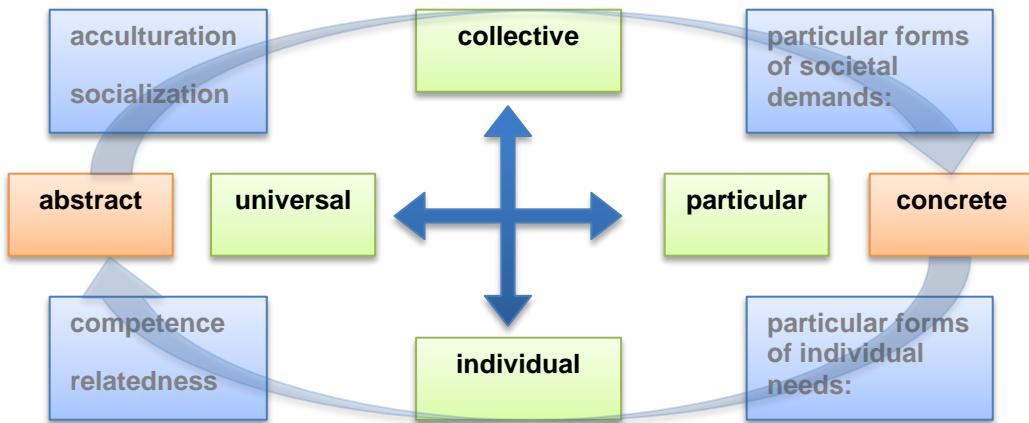 acculturation
socialization
collective
particular forms
of societal
demands:
abstract
universal
particular
concrete
competence
relatedness
individual
particular forms
of individual
needs: